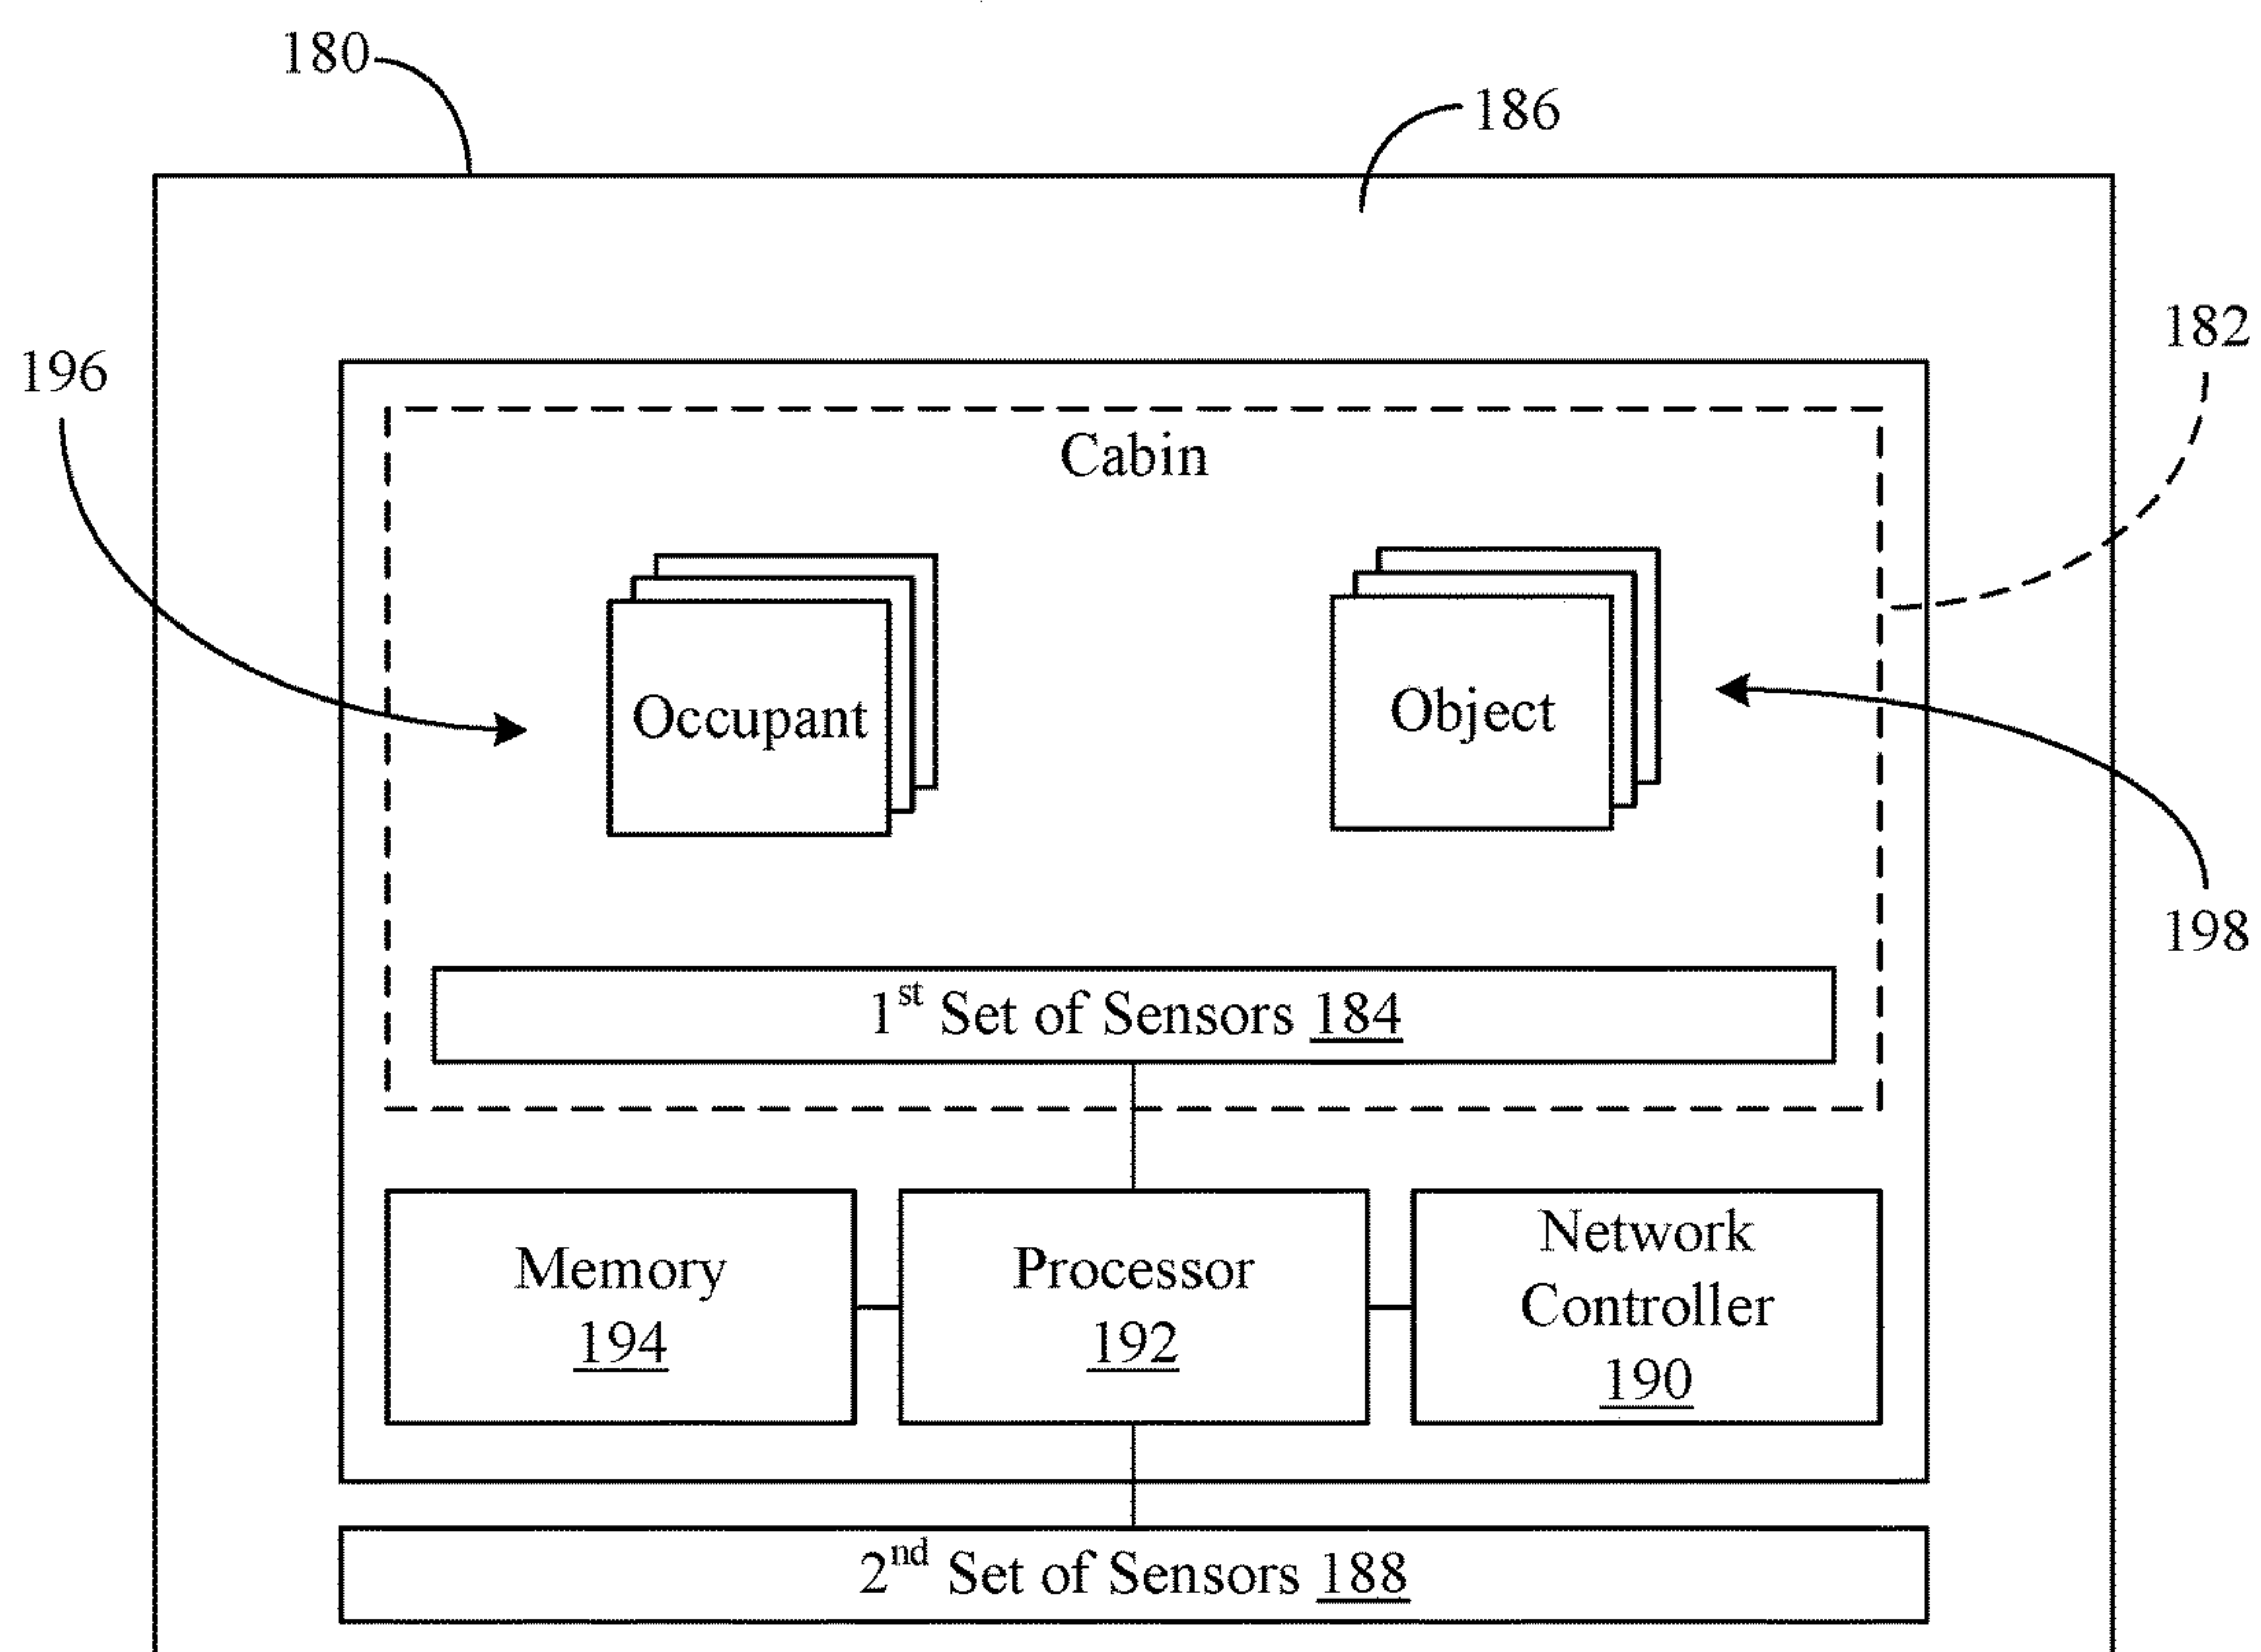 180
186
182
196
Cabin
Occupant
Object
198
1st Set of Sensors 184
Memory
194
Processor
192
Network
Controller
190
2nd Set of Sensors 188